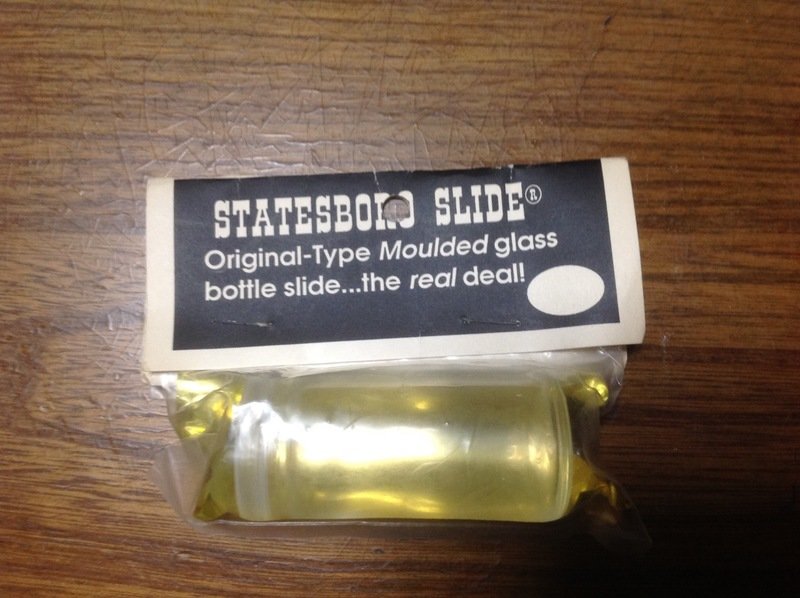 STATESBORO SLIDE®
Original-Type Moulded glass
bottle slide...the real deal!